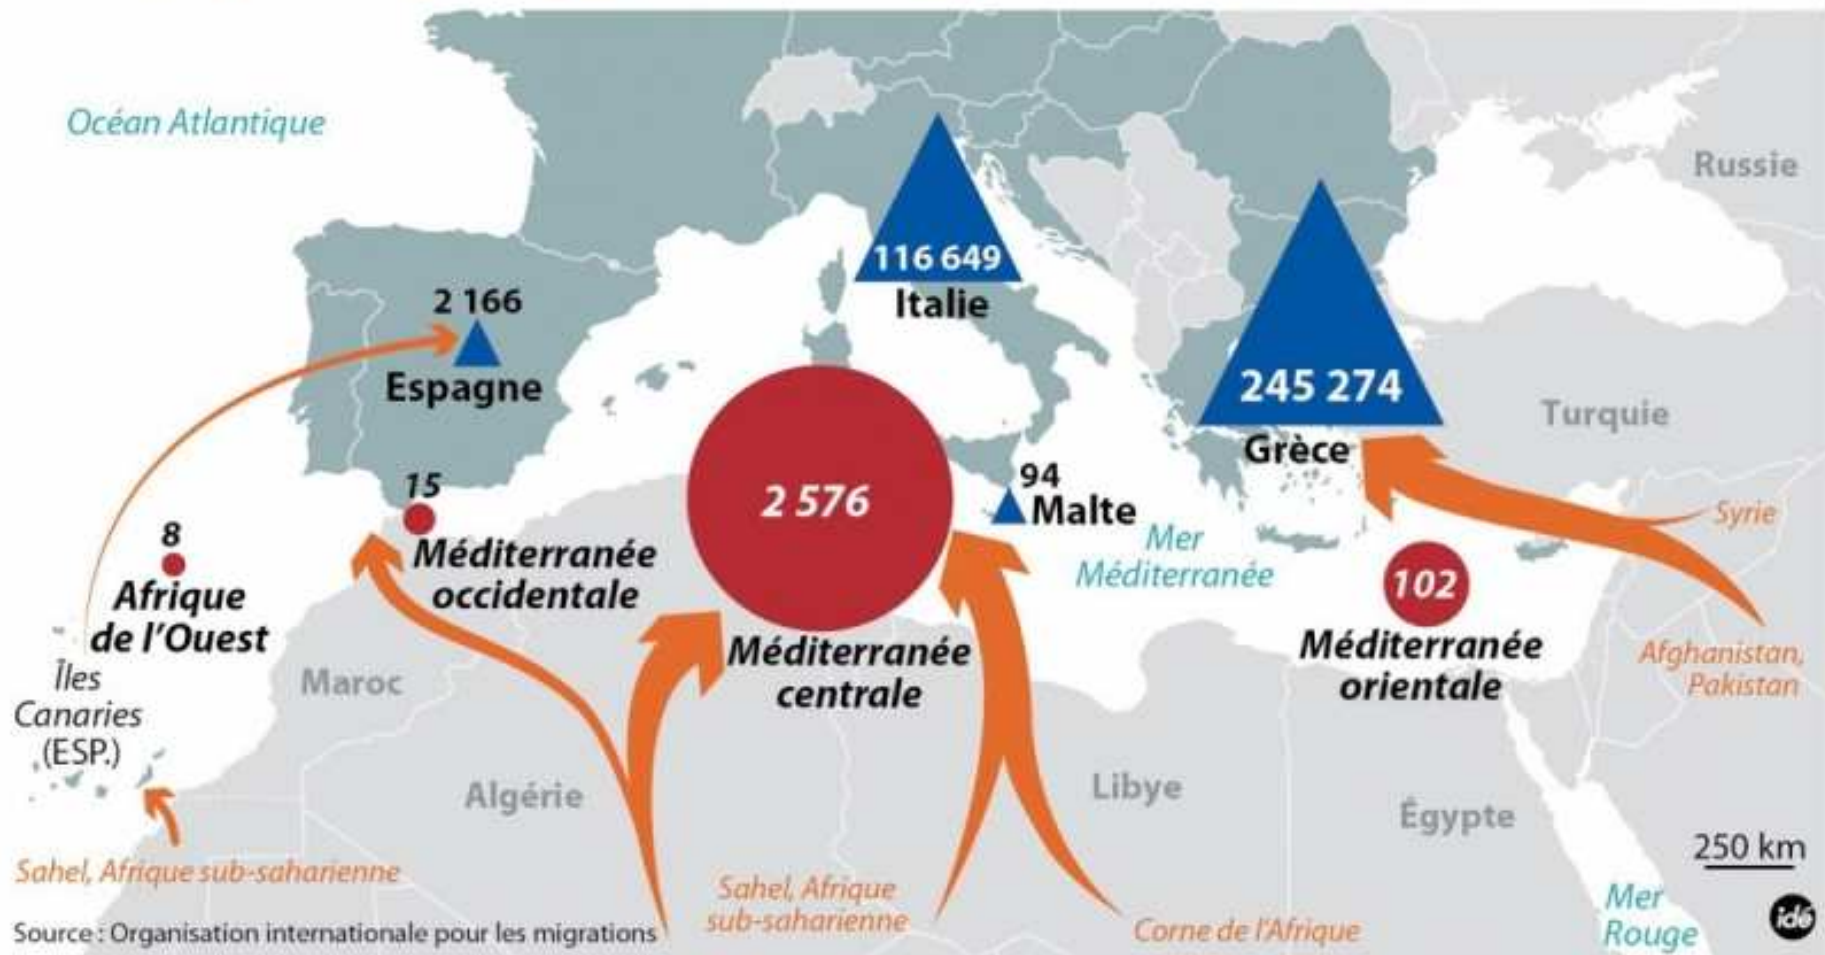 Océan Atlantique
Russie
116 649
Italie
2 166
Espagne
245 274
Grèce
Turquie
15
Méditerranée
occidentale
2 576
Méditerranée
centrale
94
Malte
Mer
Méditerranée
Syrie
8
Afrique
de l'Ouest
102
Méditerranée
orientale
Afghanistan,
Pakistan
Îles
Canaries
(ESP.)
Maroc
Algérie
Libye
Égypte
250 km
Sahel, Afrique sub-saharienne
Sahel, Afrique
sub-saharienne
Corne de l'Afrique
Mer
Rouge
Source : Organisation internationale pour les migrations
idé